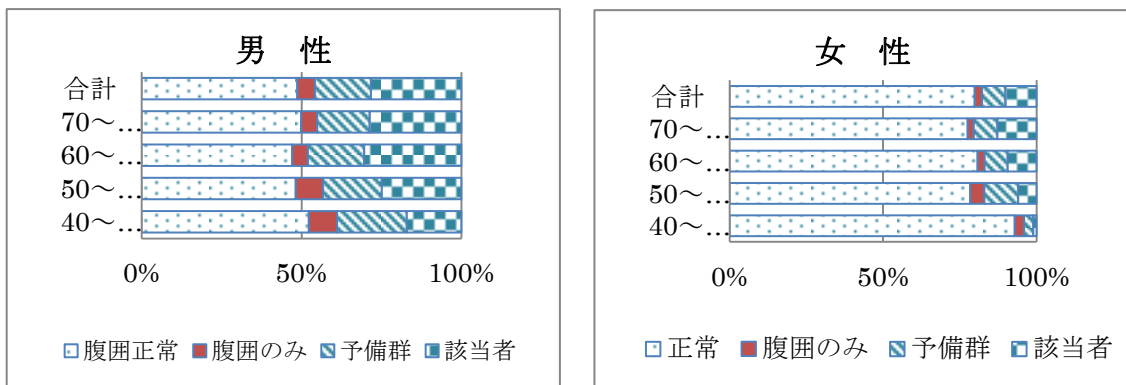 男 性
合計
70～…
60～…
50～…
40～…
0% 50% 100%
腹囲正常 腹囲のみ 予備群 該当者
女 性
合計
70～…
60～…
50～…
40～…
0% 50% 100%
正常 腹囲のみ 予備群 該当者